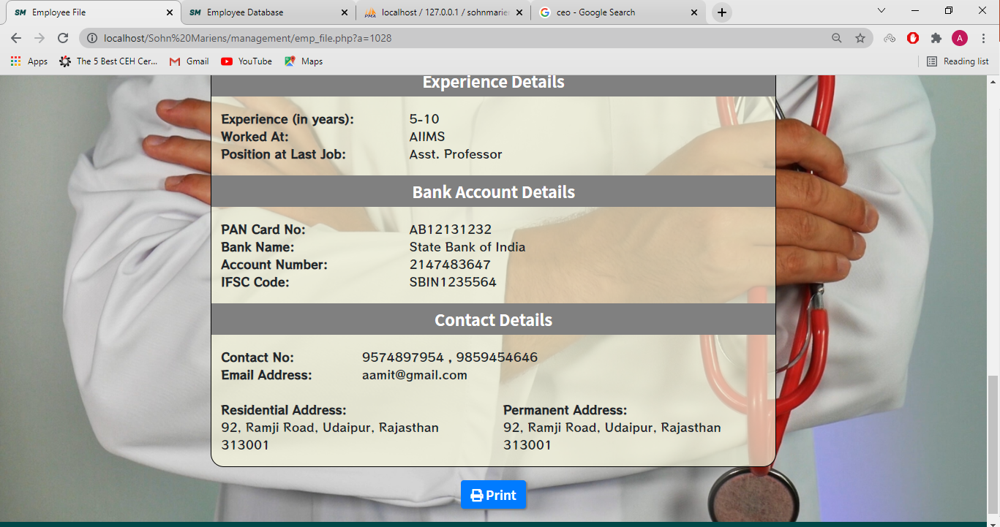 SM Employee File
SM Employee Database
PMA localhost / 127.0.0.1 / sohnmarie
ceo - Google Search
localhost/Sohn%20Mariens/management/emp_file.php?a=1028
A
Apps
The 5 Best CEH Cer...
Gmail
YouTube
Maps
Reading list
Experience Details
Experience (in years): 5-10
Worked At: AIIMS
Position at Last Job: Asst. Professor
Bank Account Details
PAN Card No: AB12131232
Bank Name: State Bank of India
Account Number: 2147483647
IFSC Code: SBIN1235564
Contact Details
Contact No: 9574897954 , 9859454646
Email Address: aamit@gmail.com
Residential Address:
92, Ramji Road, Udaipur, Rajasthan
313001
Permanent Address:
92, Ramji Road, Udaipur, Rajasthan
313001
Print